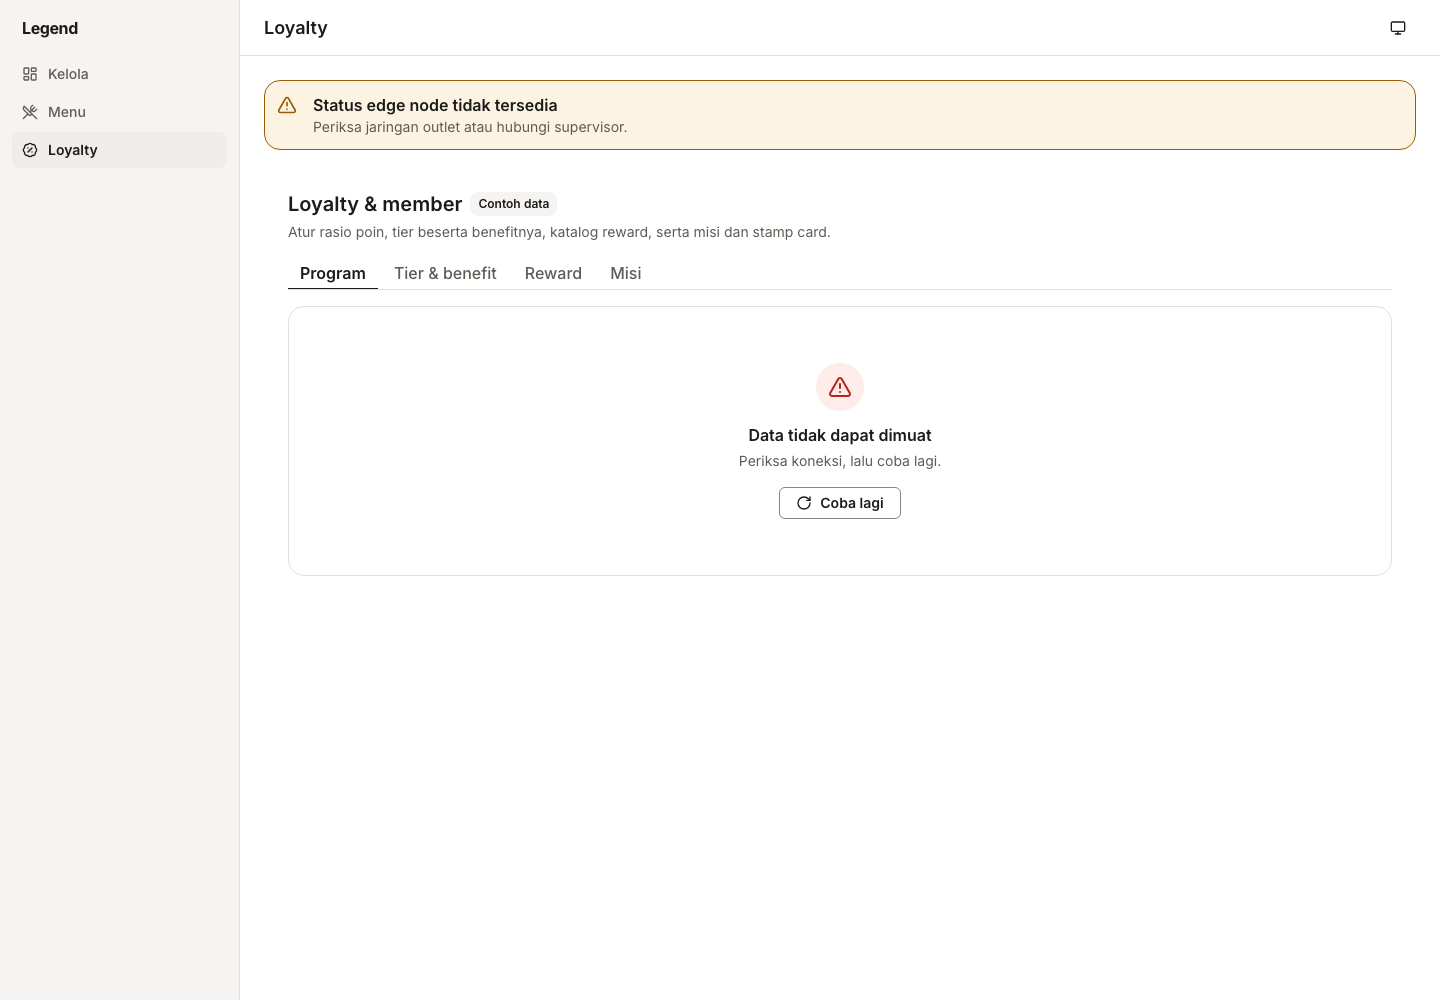 Legend
Kelola
Menu
Loyalty
Loyalty
Status edge node tidak tersedia
Periksa jaringan outlet atau hubungi supervisor.
Loyalty & member Contoh data
Atur rasio poin, tier beserta benefitnya, katalog reward, serta misi dan stamp card.
Program Tier & benefit Reward Misi
Data tidak dapat dimuat
Periksa koneksi, lalu coba lagi.
Coba lagi